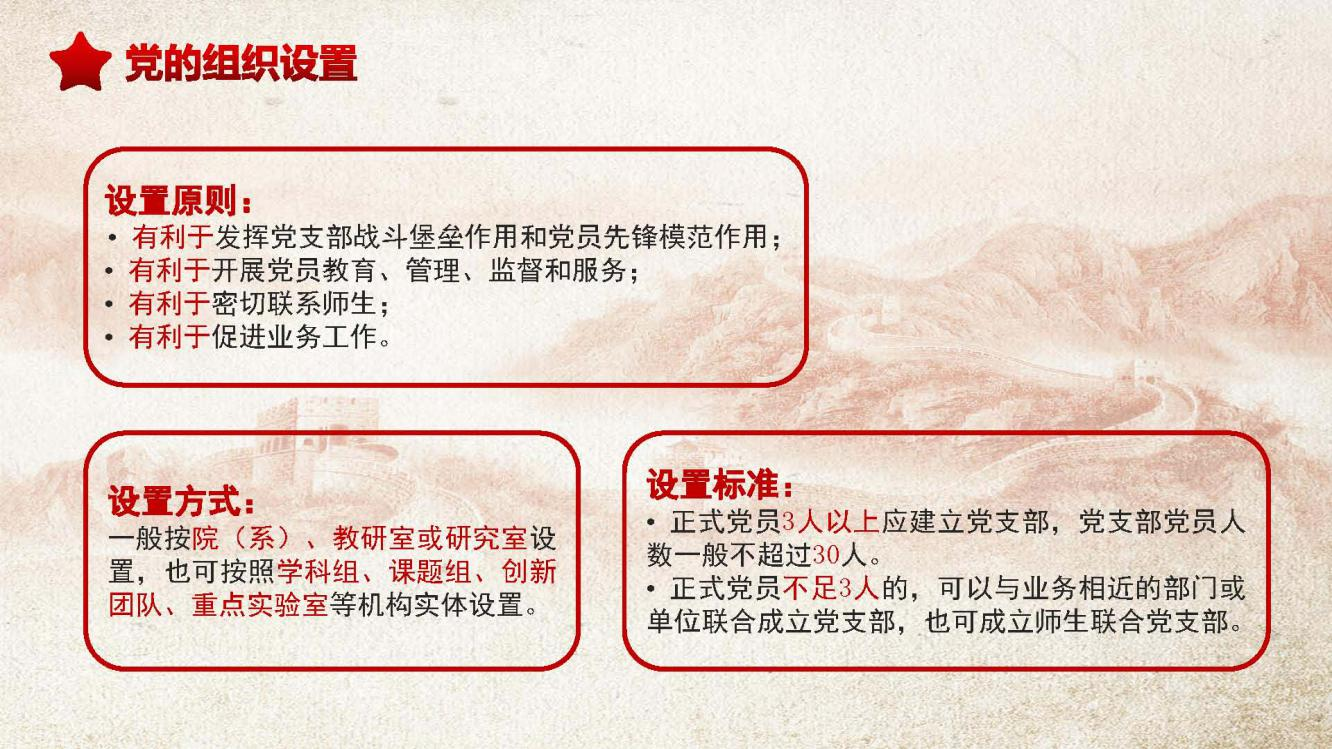 党的组织设置
设置原则：
• 有利于发挥党支部战斗堡垒作用和党员先锋模范作用；
• 有利于开展党员教育、管理、监督和服务；
• 有利于密切联系师生；
• 有利于促进业务工作。
设置方式：
一般按院（系）、教研室或研究室设
置，也可按照学科组、课题组、创新
团队、重点实验室等机构实体设置。
设置标准：
• 正式党员3人以上应建立党支部，党支部党员人
数一般不超过30人。
• 正式党员不足3人的，可以与业务相近的部门或
单位联合成立党支部，也可成立师生联合党支部。